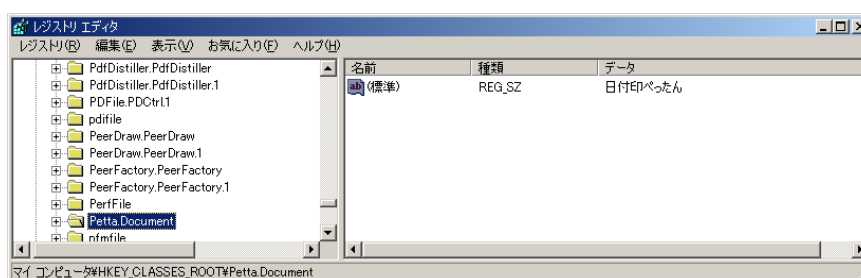 レジストリ エディタ
レジストリ(R) 編集(E) 表示(V) お気に入り(F) ヘルプ(H)
PdfDistiller.PdfDistiller
PdfDistiller.PdfDistiller.1
PDFile.PDCtrl.1
pdifile
PeerDraw.PeerDraw
PeerDraw.PeerDraw.1
PeerFactory.PeerFactory
PeerFactory.PeerFactory.1
PerfFile
Petta.Document
pfmfile
名前 種類 データ
ab (標準) REG_SZ 日付印ぺったん
マイ コンピュータ¥HKEY_CLASSES_ROOT¥Petta.Document